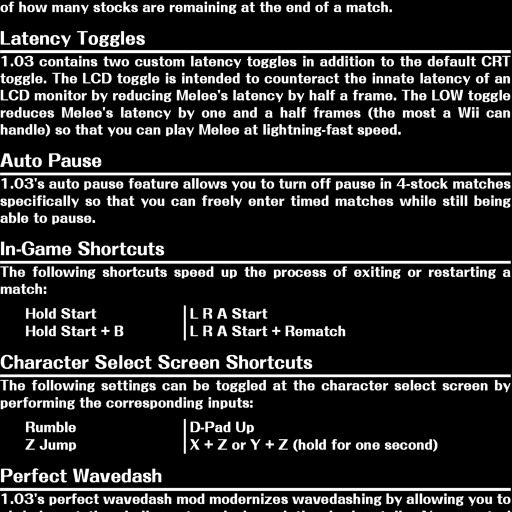 of how many stocks are remaining at the end of a match.
Latency Toggles
1.03 contains two custom latency toggles in addition to the default CRT
toggle. The LCD toggle is intended to counteract the innate latency of an
LCD monitor by reducing Melee's latency by half a frame. The LOW toggle
reduces Melee's latency by one and a half frames (the most a Wii can
handle) so that you can play Melee at lightning-fast speed.
Auto Pause
1.03's auto pause feature allows you to turn off pause in 4-stock matches
specifically so that you can freely enter timed matches while still being
able to pause.
In-Game Shortcuts
The following shortcuts speed up the process of exiting or restarting a
match:
Hold Start L R A Start
Hold Start + B L R A Start + Rematch
Character Select Screen Shortcuts
The following settings can be toggled at the character select screen by
performing the corresponding inputs:
Rumble D-Pad Up
Z Jump X + Z or Y + Z (hold for one second)
Perfect Wavedash
1.03's perfect wavedash mod modernizes wavedashing by allowing you to